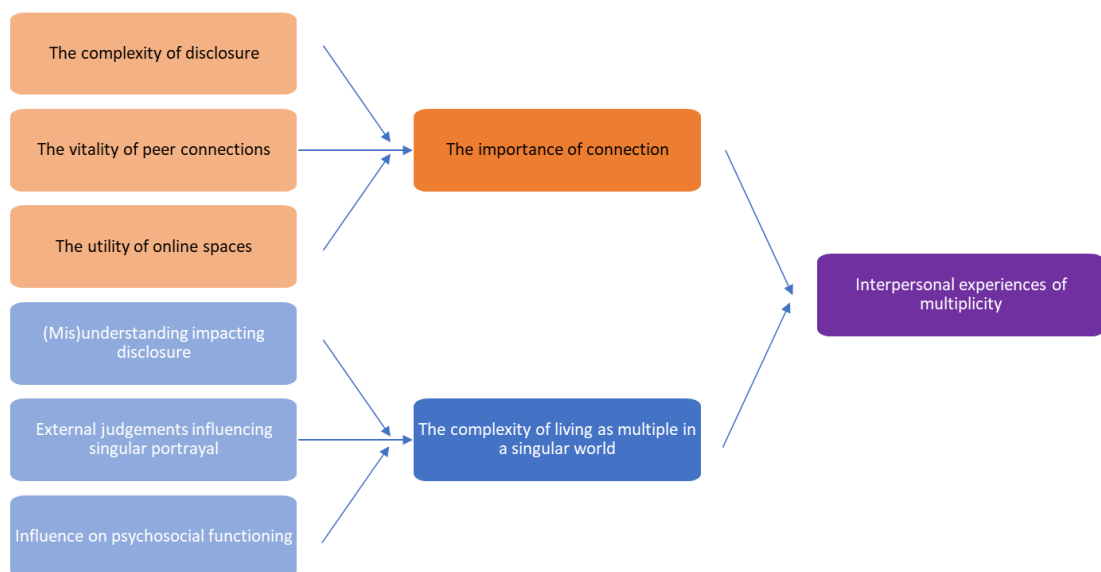 The complexity of disclosure
The vitality of peer connections
The utility of online spaces
(Mis)understanding impacting
disclosure
External judgements influencing
singular portrayal
Influence on psychosocial functioning
The importance of connection
The complexity of living as multiple in
a singular world
Interpersonal experiences of
multiplicity